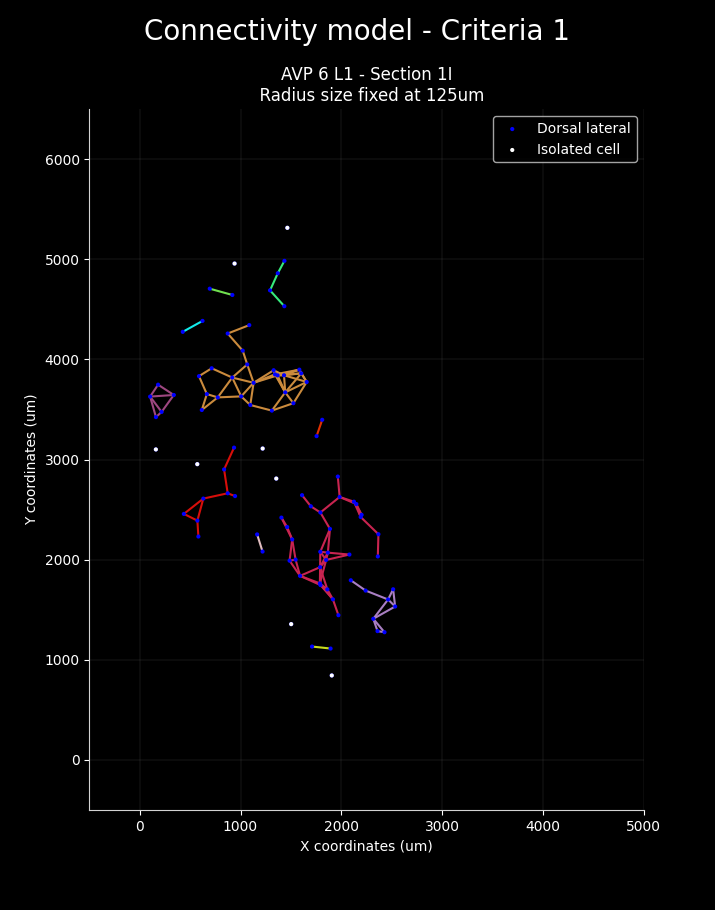 Connectivity model - Criteria 1
AVP 6 L1 - Section 1I
Radius size fixed at 125um
Dorsal lateral
Isolated cell
6000
5000
4000
3000
2000
1000
0
Y coordinates (um)
0 1000 2000 3000 4000 5000
X coordinates (um)